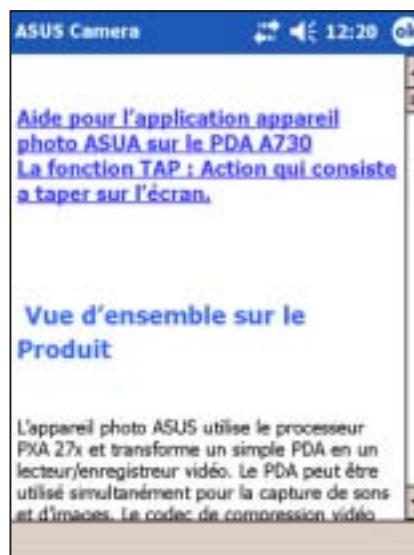 ASUS Camera 12:20 ok
Aide pour l'application appareil
photo ASUA sur le PDA A730
La fonction TAP : Action qui consiste
a taper sur l'écran.
Vue d'ensemble sur le
Produit
L'appareil photo ASUS utilise le processeur
PXA 27x et transforme un simple PDA en un
lecteur/enregistreur vidéo. Le PDA peut être
utilisé simultanément pour la capture de sons
et d'images. Le codec de compression vidéo